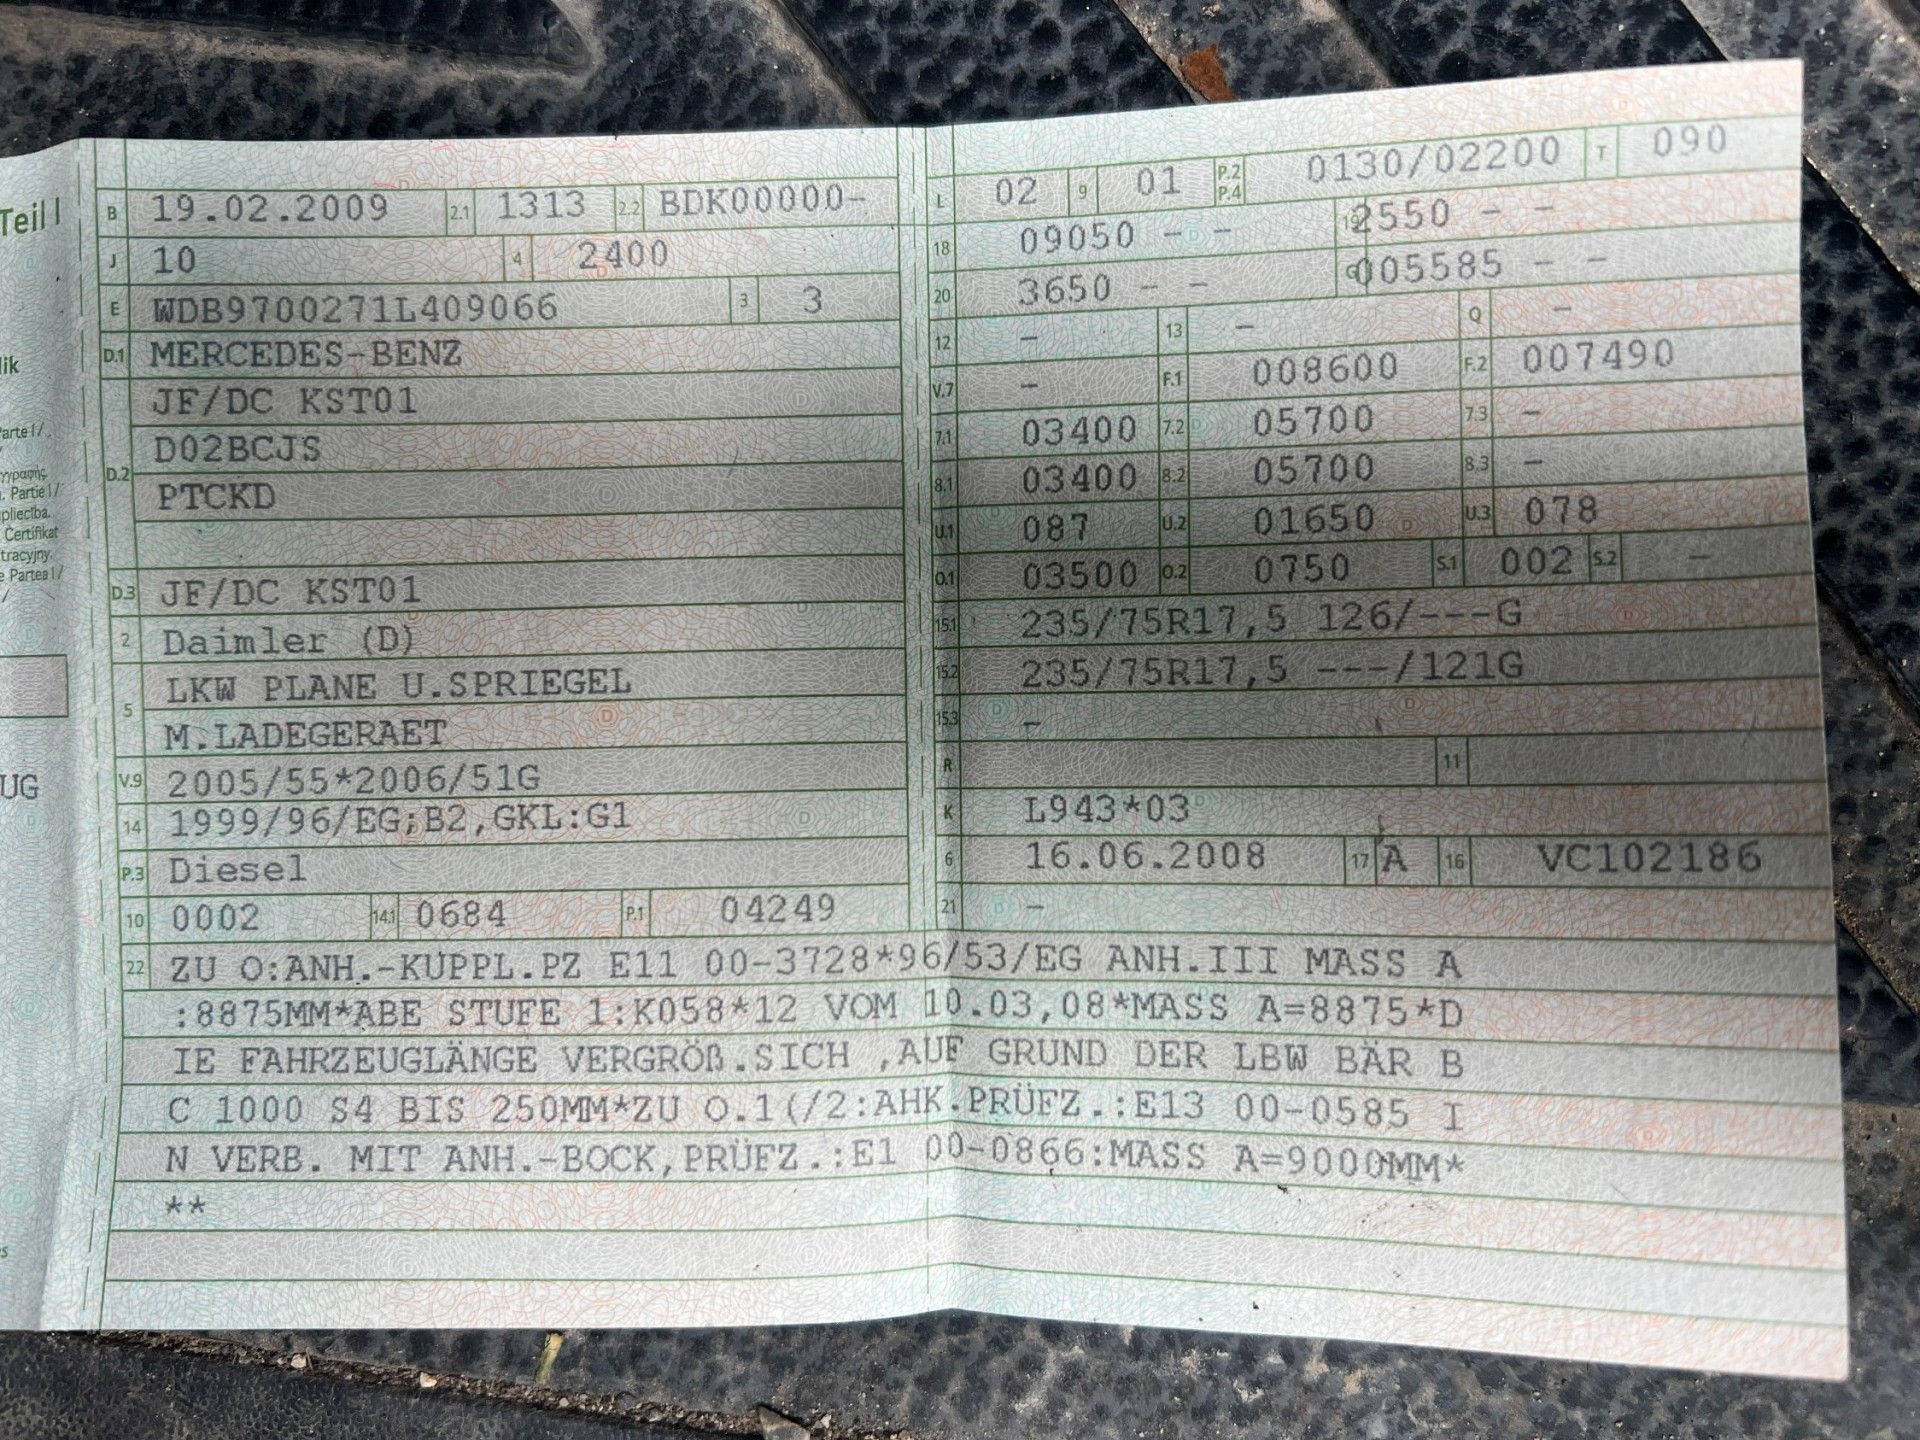 Teil I
B 19.02.2009 2.1 1313 2.2 BDK00000-
J 10 4 2400
E WDB9700271L409066 3 3
D.1 MERCEDES-BENZ
JF/DC KST01
D02BCJS
D.2
PTCKD
D.3 JF/DC KST01
2 Daimler (D)
LKW PLANE U.SPRIEGEL
5
M.LADEGERAET
V.9 2005/55*2006/51G
14 1999/96/EG;B2,GKL:G1
P.3 Diesel
10 0002 14.1 0684 P.1 04249
L 02 9 01 P.2 P.4 0130/02200 T 090
18 09050 - - 19 2550 - -
20 3650 - - G 005585 - -
12 - 13 - Q -
V.7 - F.1 008600 F.2 007490
7.1 03400 7.2 05700 7.3 -
8.1 03400 8.2 05700 8.3 -
U.1 087 U.2 01650 U.3 078
O.1 03500 O.2 0750 S.1 002 S.2 -
15.1 235/75R17,5 126/---G
15.2 235/75R17,5 ---/121G
15.3 -
R 11
K L943*03
6 16.06.2008 17 A 16 VC102186
21 -
22 ZU O:ANH.-KUPPL.PZ E11 00-3728*96/53/EG ANH.III MASS A
:8875MM*ABE STUFE 1:K058*12 VOM 10.03,08*MASS A=8875*D
IE FAHRZEUGLÄNGE VERGRÖß.SICH ,AUF GRUND DER LBW BÄR B
C 1000 S4 BIS 250MM*ZU O.1(/2:AHK.PRÜFZ.:E13 00-0585 I
N VERB. MIT ANH.-BOCK,PRÜFZ.:E1 00-0866:MASS A=9000MM*
**